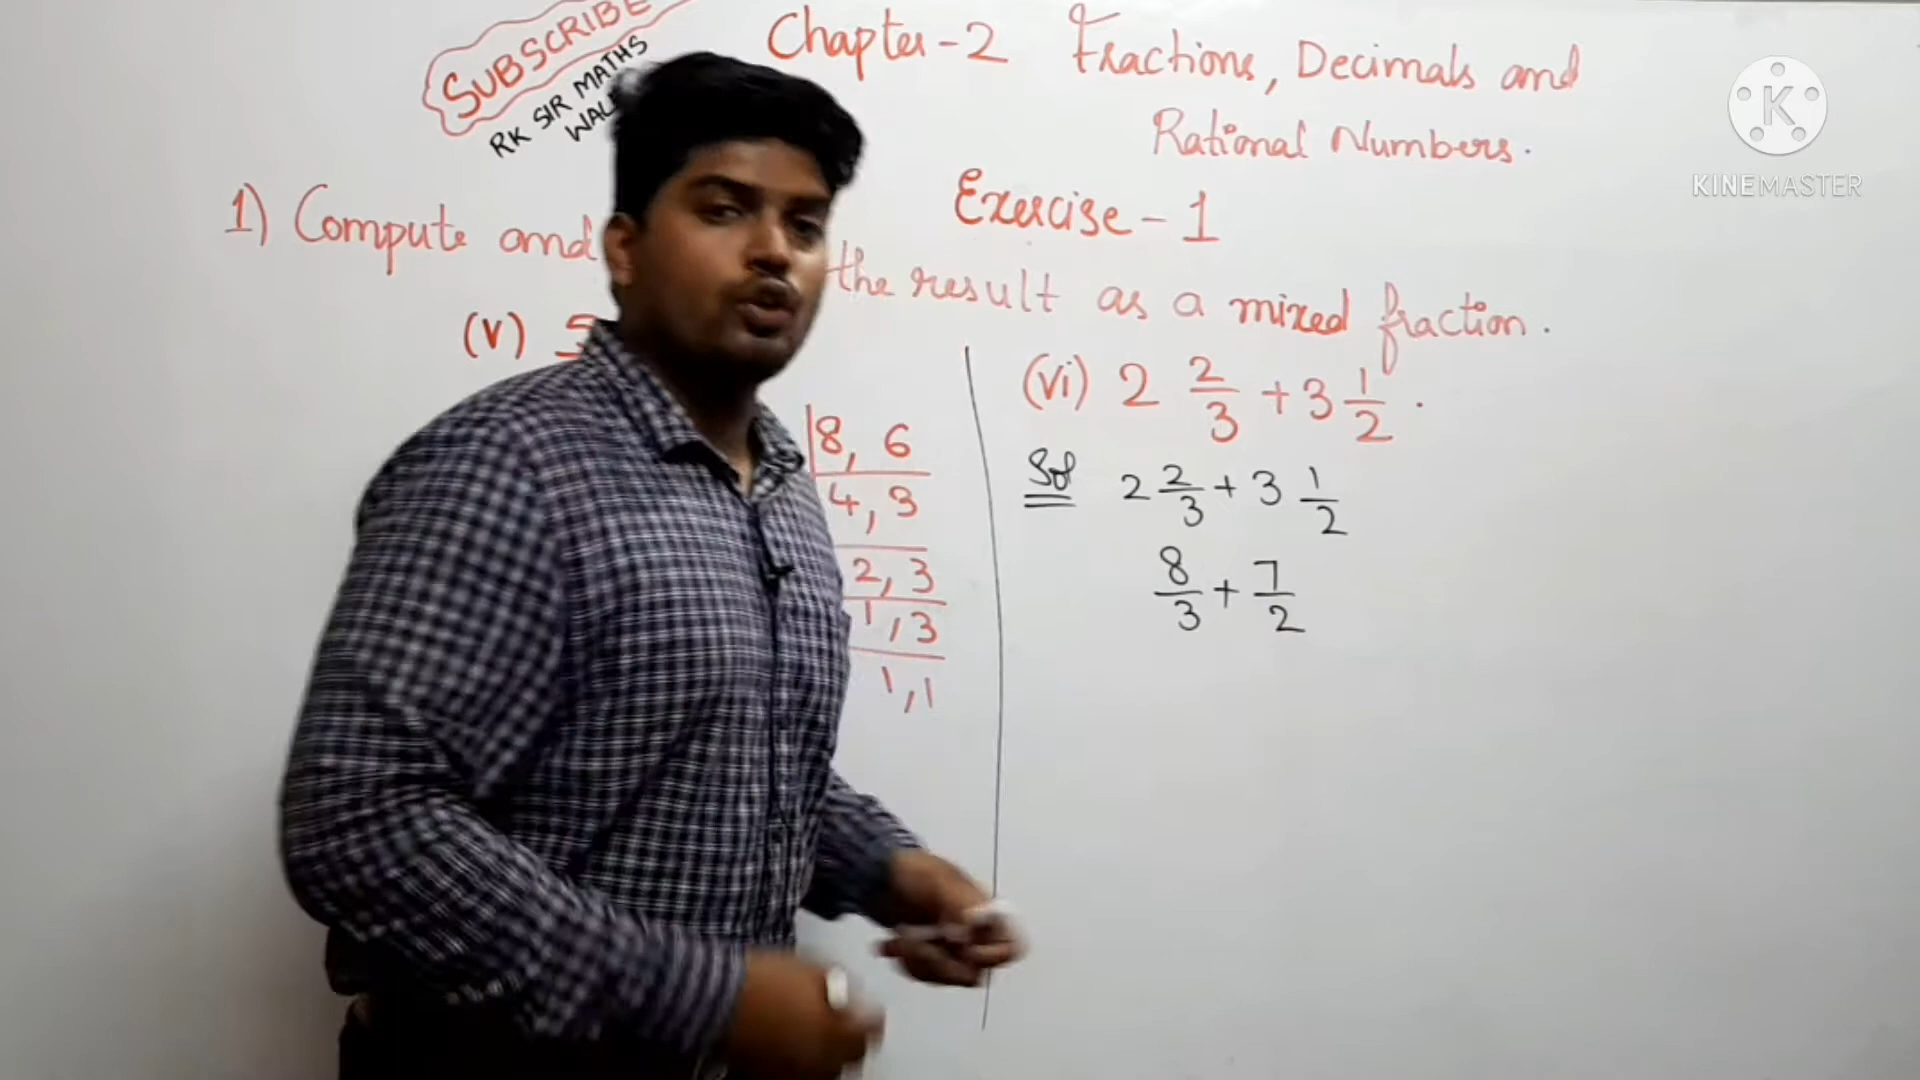 SUBSCRIBE
RK SIR MATHS
Chapter-2 Fractions, Decimals and
Rational Numbers.
KINEMASTER
Exercise-1
1) Compute and the result as a mixed fraction.
(v) 5
8, 6
4, 3
2, 3
1, 3
1, 1
(vi) 2 2/3 + 3 1/2 .
Sol 2 2/3 + 3 1/2
8/3 + 7/2